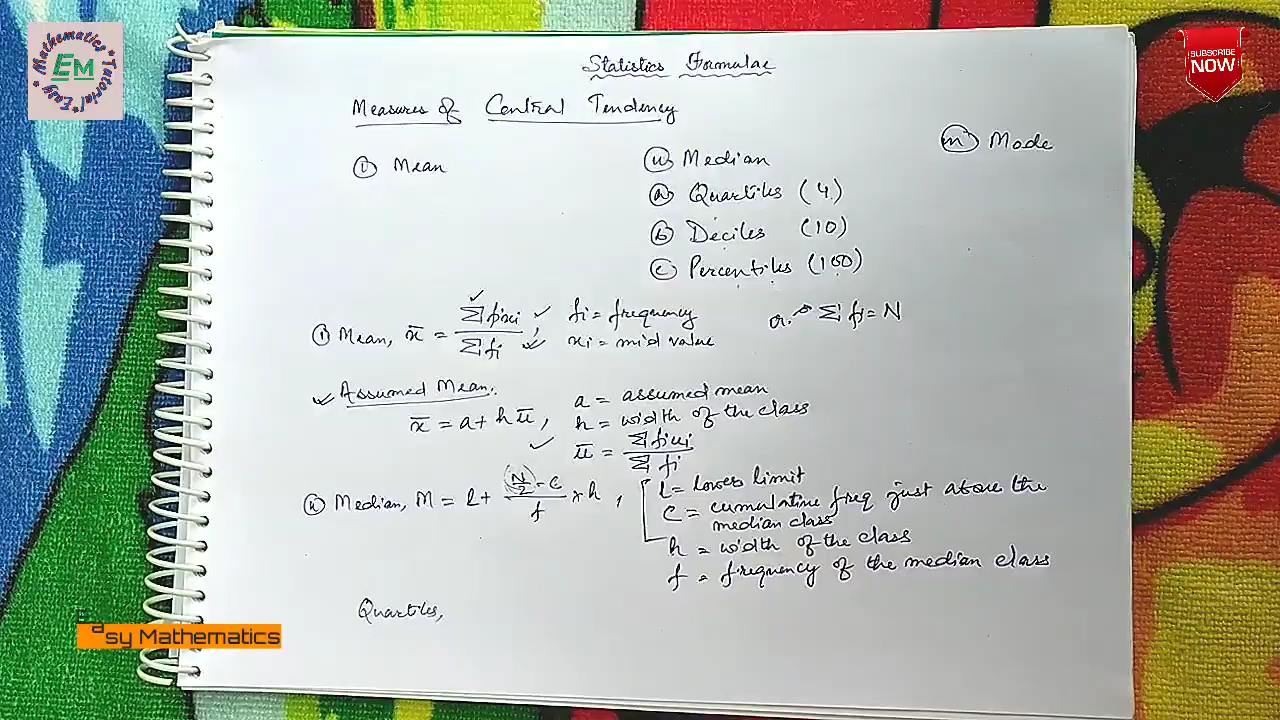 Mathematics Tutorial Easy
EM
SUBSCRIBE
NOW
Statistics Formulae
Measures of Central Tendency
(i) Mean
(ii) Median
(iii) Mode
(a) Quartiles (4)
(b) Deciles (10)
(c) Percentiles (100)
(i) Mean, x̄ = Σfixi / Σfi, fi = frequency
xi = mid value
or, → Σfi = N
Assumed Mean:
x̄ = a + hū, a = assumed mean
h = width of the class
ū = Σfiui / Σfi
(ii) Median, M = l + ((N/2) - C)/f × h, l = lowers limit
C = cumulative freq just above the
median class
h = width of the class
f = frequency of the median class
Quartiles,
Easy Mathematics